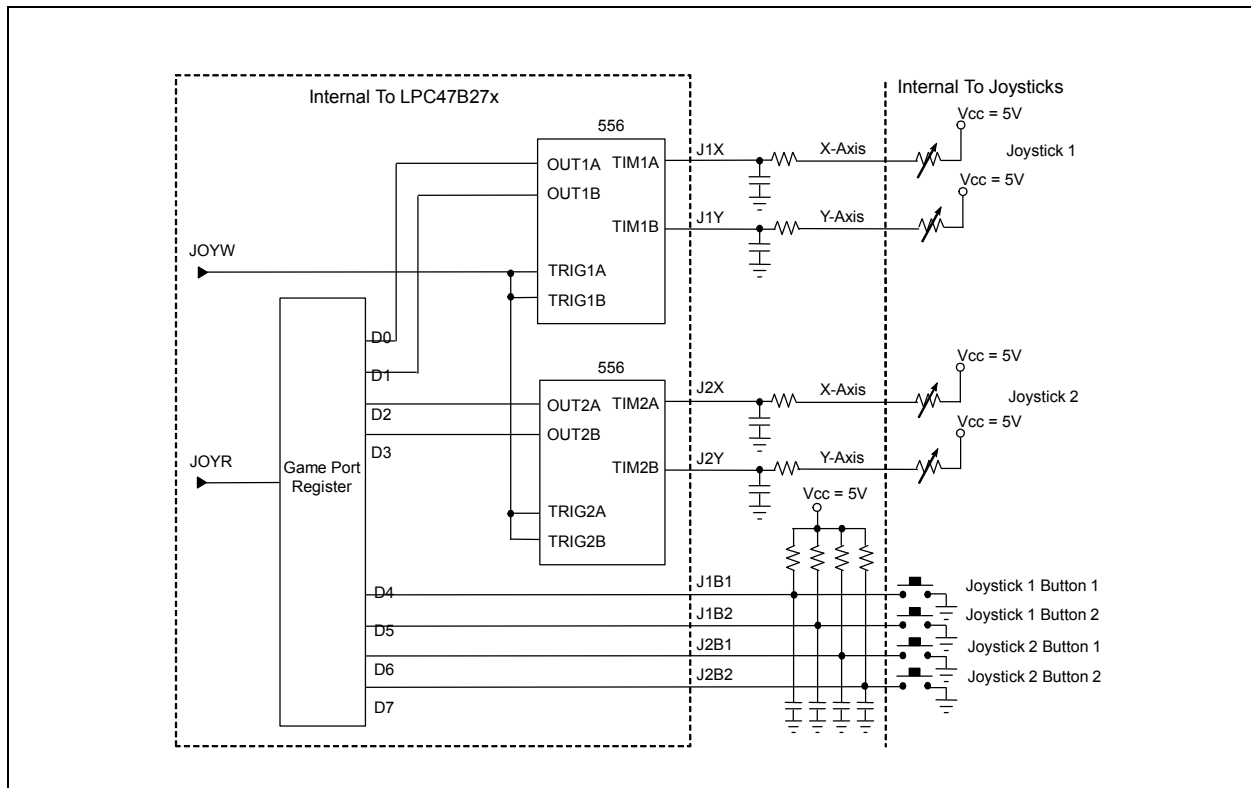 Internal To LPC47B27x
Internal To Joysticks
Vcc = 5V
556
J1X
X-Axis
Joystick 1
OUT1A
TIM1A
Vcc = 5V
OUT1B
J1Y
Y-Axis
TIM1B
JOYW
TRIG1A
TRIG1B
D0
Vcc = 5V
556
D1
J2X
X-Axis
Joystick 2
D2
OUT2A
TIM2A
Vcc = 5V
OUT2B
D3
J2Y
Y-Axis
JOYR
Game Port
Register
TIM2B
Vcc = 5V
TRIG2A
TRIG2B
D4
J1B1
Joystick 1 Button 1
D5
J1B2
Joystick 1 Button 2
D6
J2B1
Joystick 2 Button 1
D7
J2B2
Joystick 2 Button 2